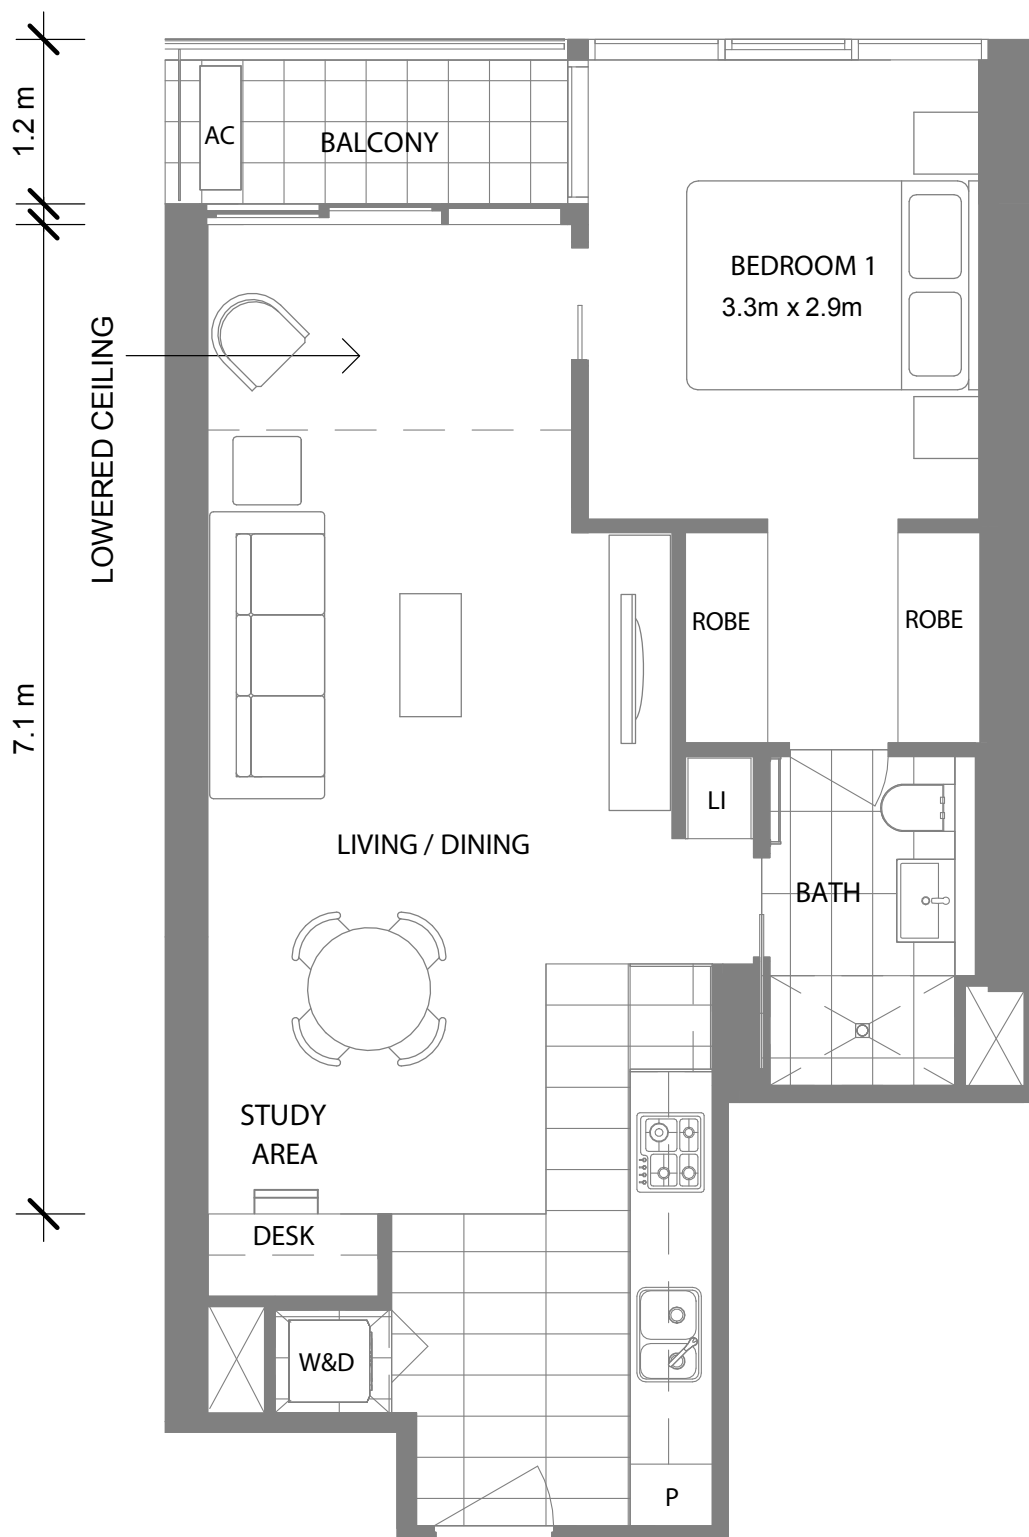 1.2 m
AC
BALCONY
BEDROOM 1
3.3m x 2.9m
LOWERED CEILING
ROBE
ROBE
7.1 m
LI
LIVING / DINING
BATH
STUDY
AREA
DESK
W&D
P